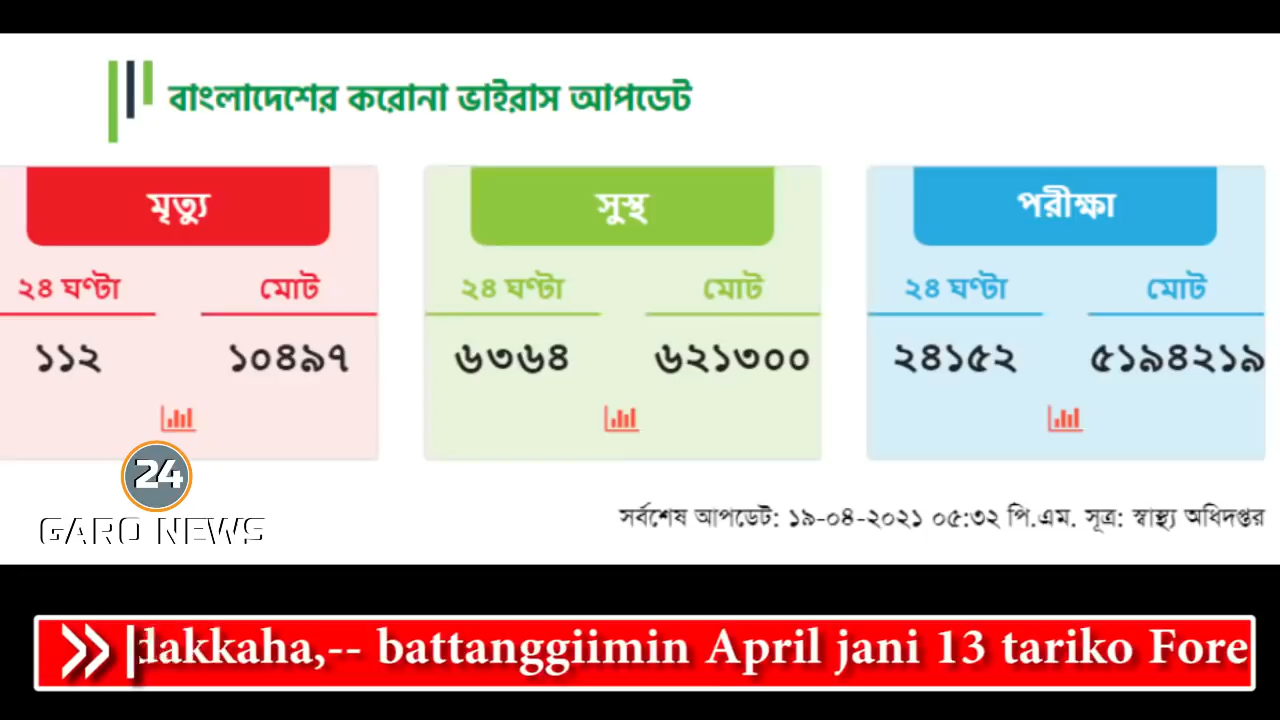 বাংলাদেশের করোনা ভাইরাস আপডেট
মৃত্যু
২৪ ঘণ্টা মোট
১১২ ১০৪৯৭
সুস্থ
২৪ ঘণ্টা মোট
৬৩৬৪ ৬২১৩০০
পরীক্ষা
২৪ ঘণ্টা মোট
২৪১৫২ ৫১৯৪২১৯
24
GARO NEWS
সর্বশেষ আপডেট: ১৯-০৪-২০২১ ০৫:৩২ পি.এম. সূত্র: স্বাস্থ্য অধিদপ্তর
dakkaha,-- battanggiimin April jani 13 tariko Fore